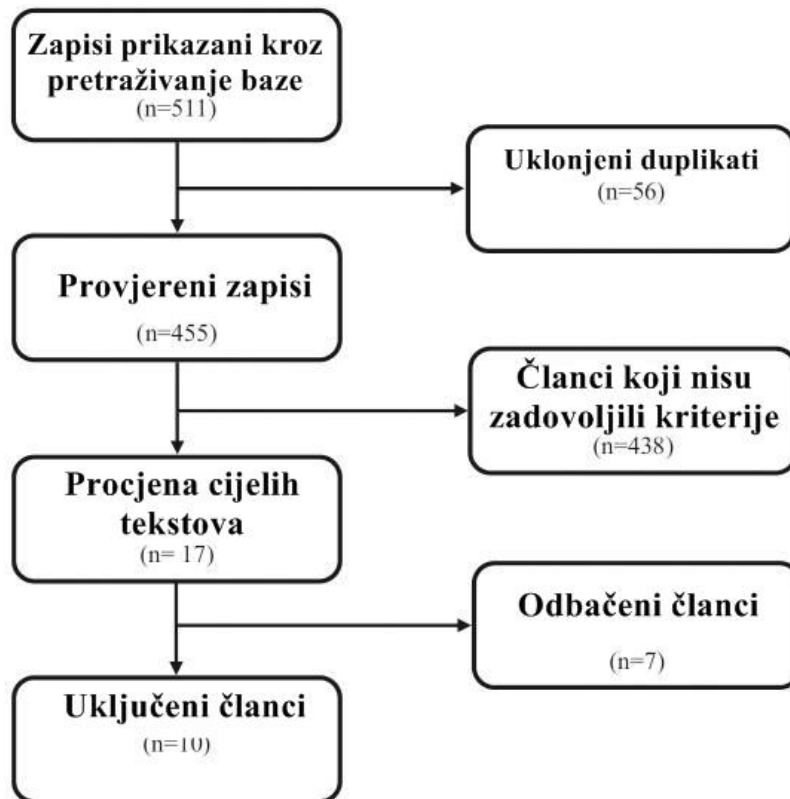 Zapisi prikazani kroz
pretraživanje baze
(n=511)
Uklonjeni duplikati
(n=56)
Provjereni zapisi
(n=455)
Članci koji nisu
zadovoljili kriterije
(n=438)
Procjena cijelih
tekstova
(n= 17)
Odbačeni članci
(n=7)
Uključeni članci
(n=10)